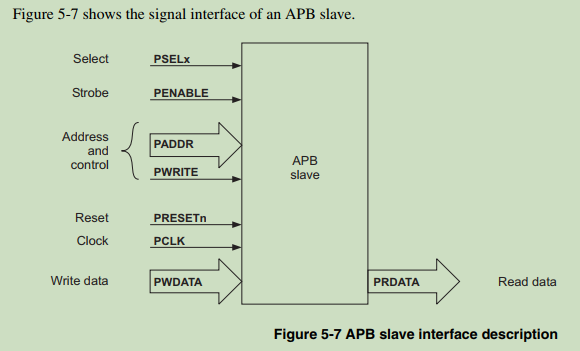 Figure 5-7 shows the signal interface of an APB slave.
Select PSELx
Strobe PENABLE
Address
and
control
PADDR
PWRITE
APB
slave
Reset PRESETn
Clock PCLK
Write data PWDATA PRDATA Read data
Figure 5-7 APB slave interface description